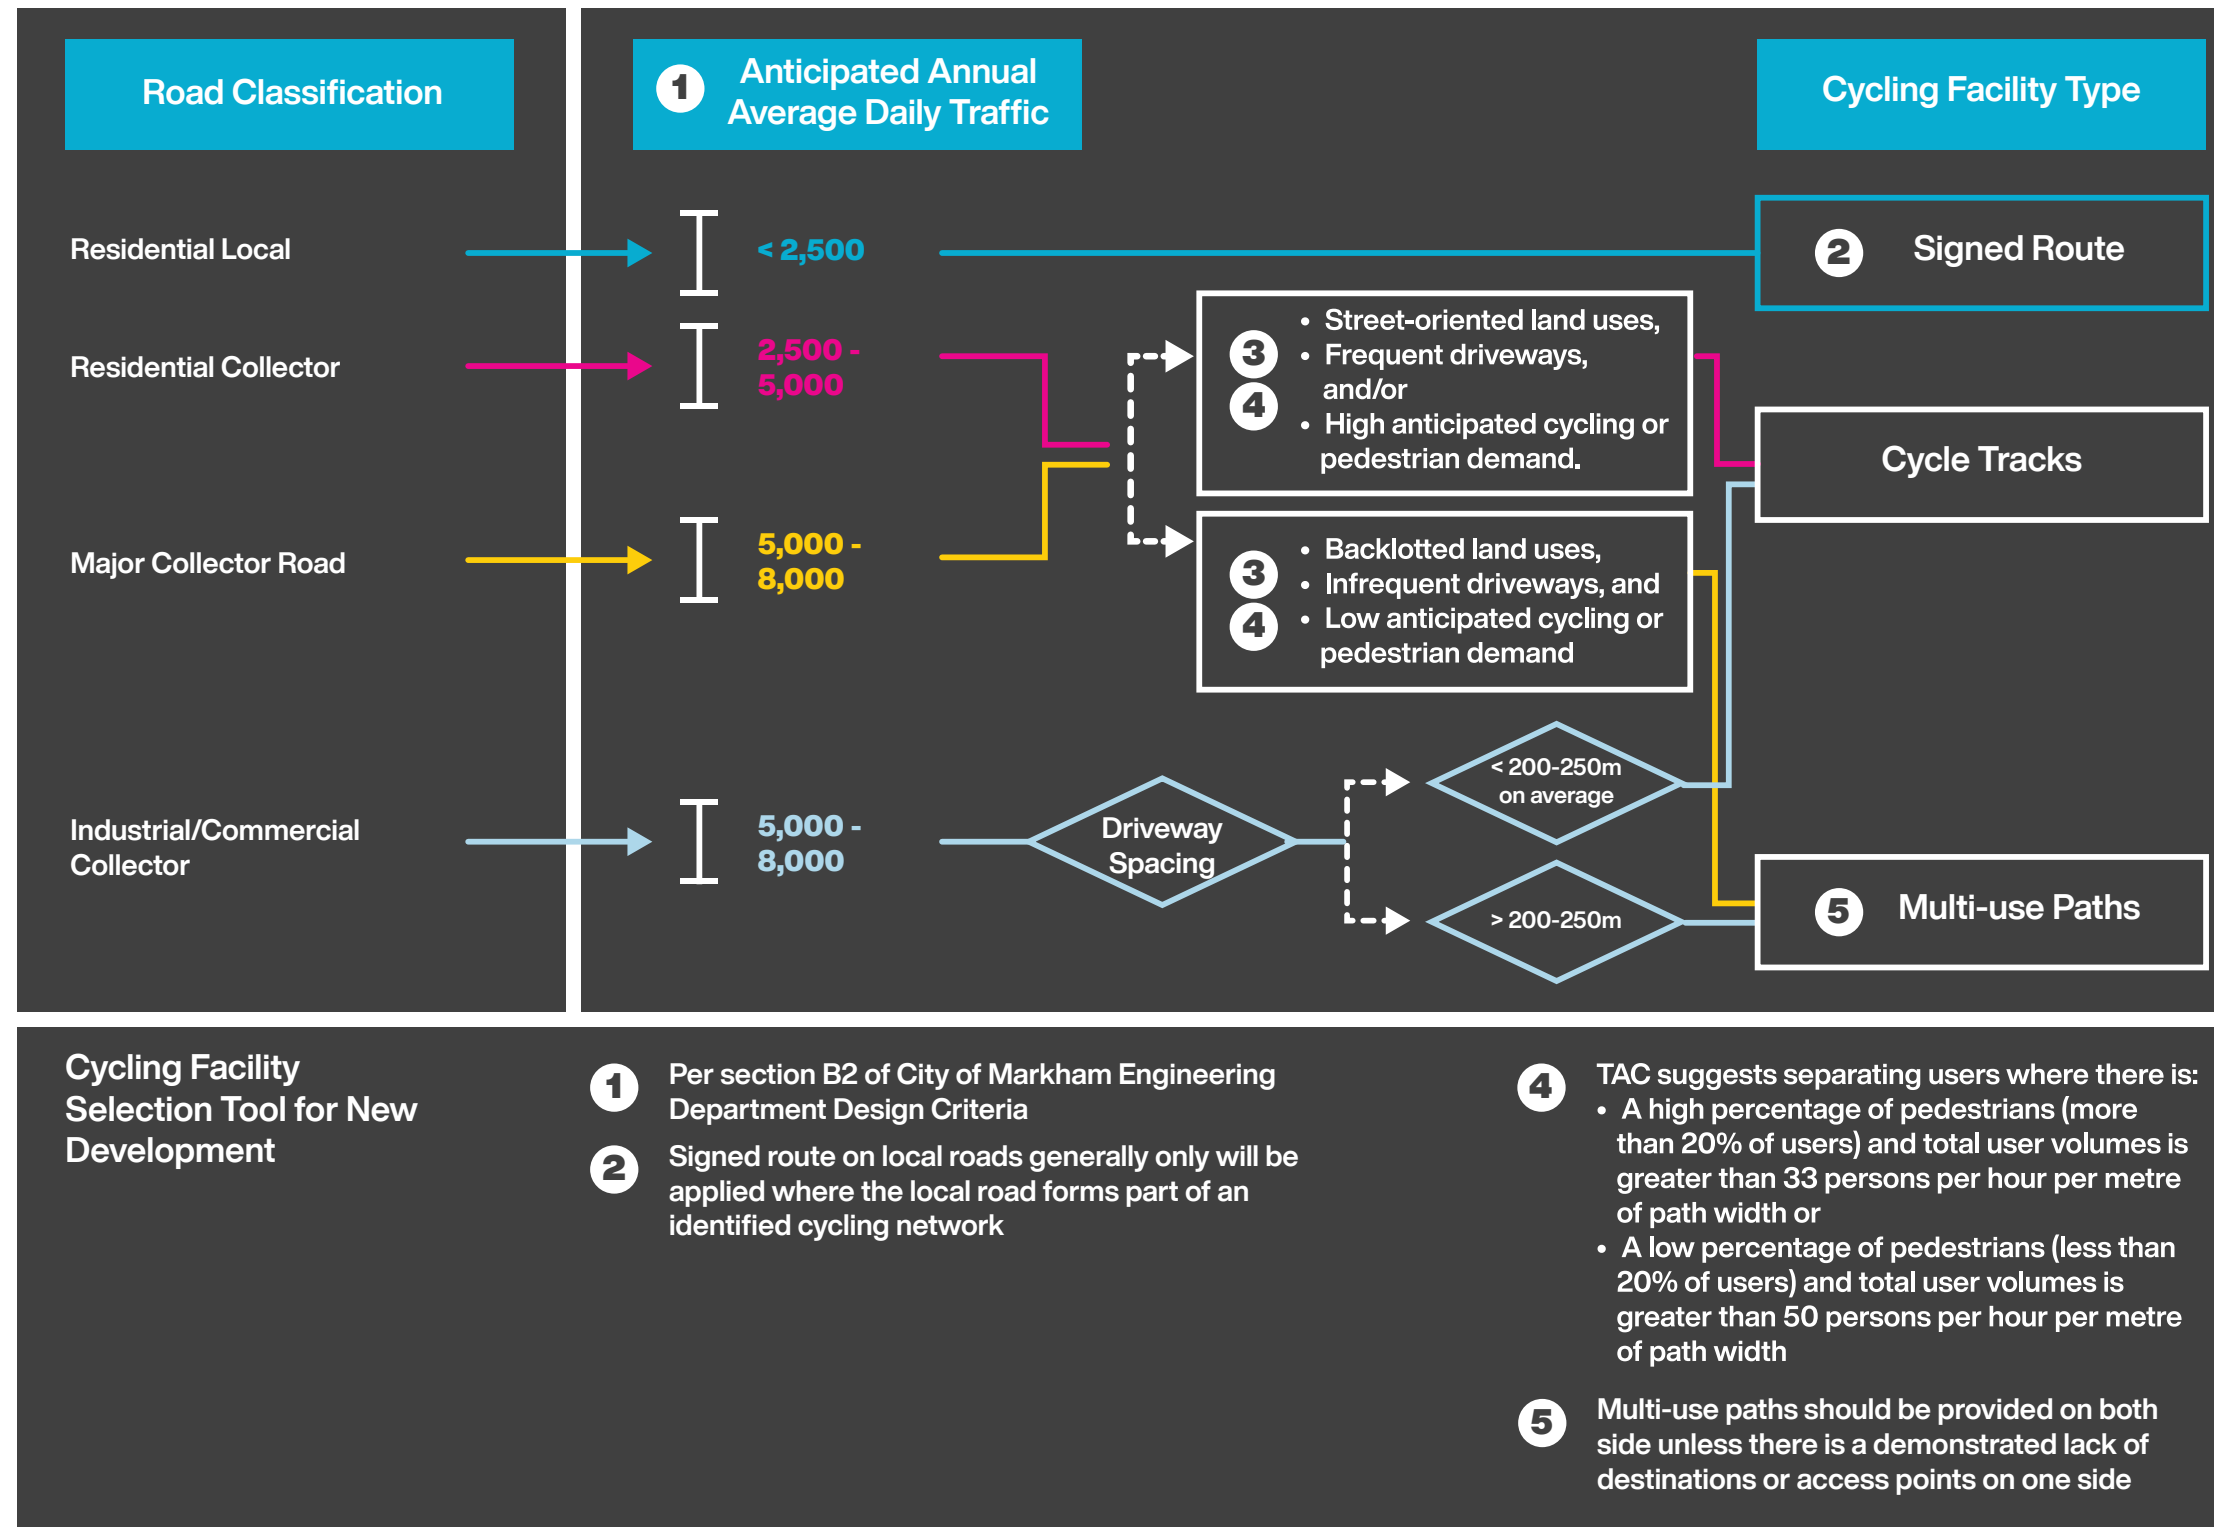 Road Classification
1
Anticipated Annual
Average Daily Traffic
Cycling Facility Type
Residential Local
< 2,500
2
Signed Route
Residential Collector
2,500 -
5,000
3
4
• Street-oriented land uses,
• Frequent driveways,
and/or
• High anticipated cycling or
pedestrian demand.
Cycle Tracks
Major Collector Road
5,000 -
8,000
3
4
• Backlotted land uses,
• Infrequent driveways, and
• Low anticipated cycling or
pedestrian demand
Industrial/Commercial
Collector
5,000 -
8,000
Driveway
Spacing
< 200-250m
on average
> 200-250m
5
Multi-use Paths
Cycling Facility
Selection Tool for New
Development
1
Per section B2 of City of Markham Engineering
Department Design Criteria
2
Signed route on local roads generally only will be
applied where the local road forms part of an
identified cycling network
4
TAC suggests separating users where there is:
• A high percentage of pedestrians (more
than 20% of users) and total user volumes is
greater than 33 persons per hour per metre
of path width or
• A low percentage of pedestrians (less than
20% of users) and total user volumes is
greater than 50 persons per hour per metre
of path width
5
Multi-use paths should be provided on both
side unless there is a demonstrated lack of
destinations or access points on one side